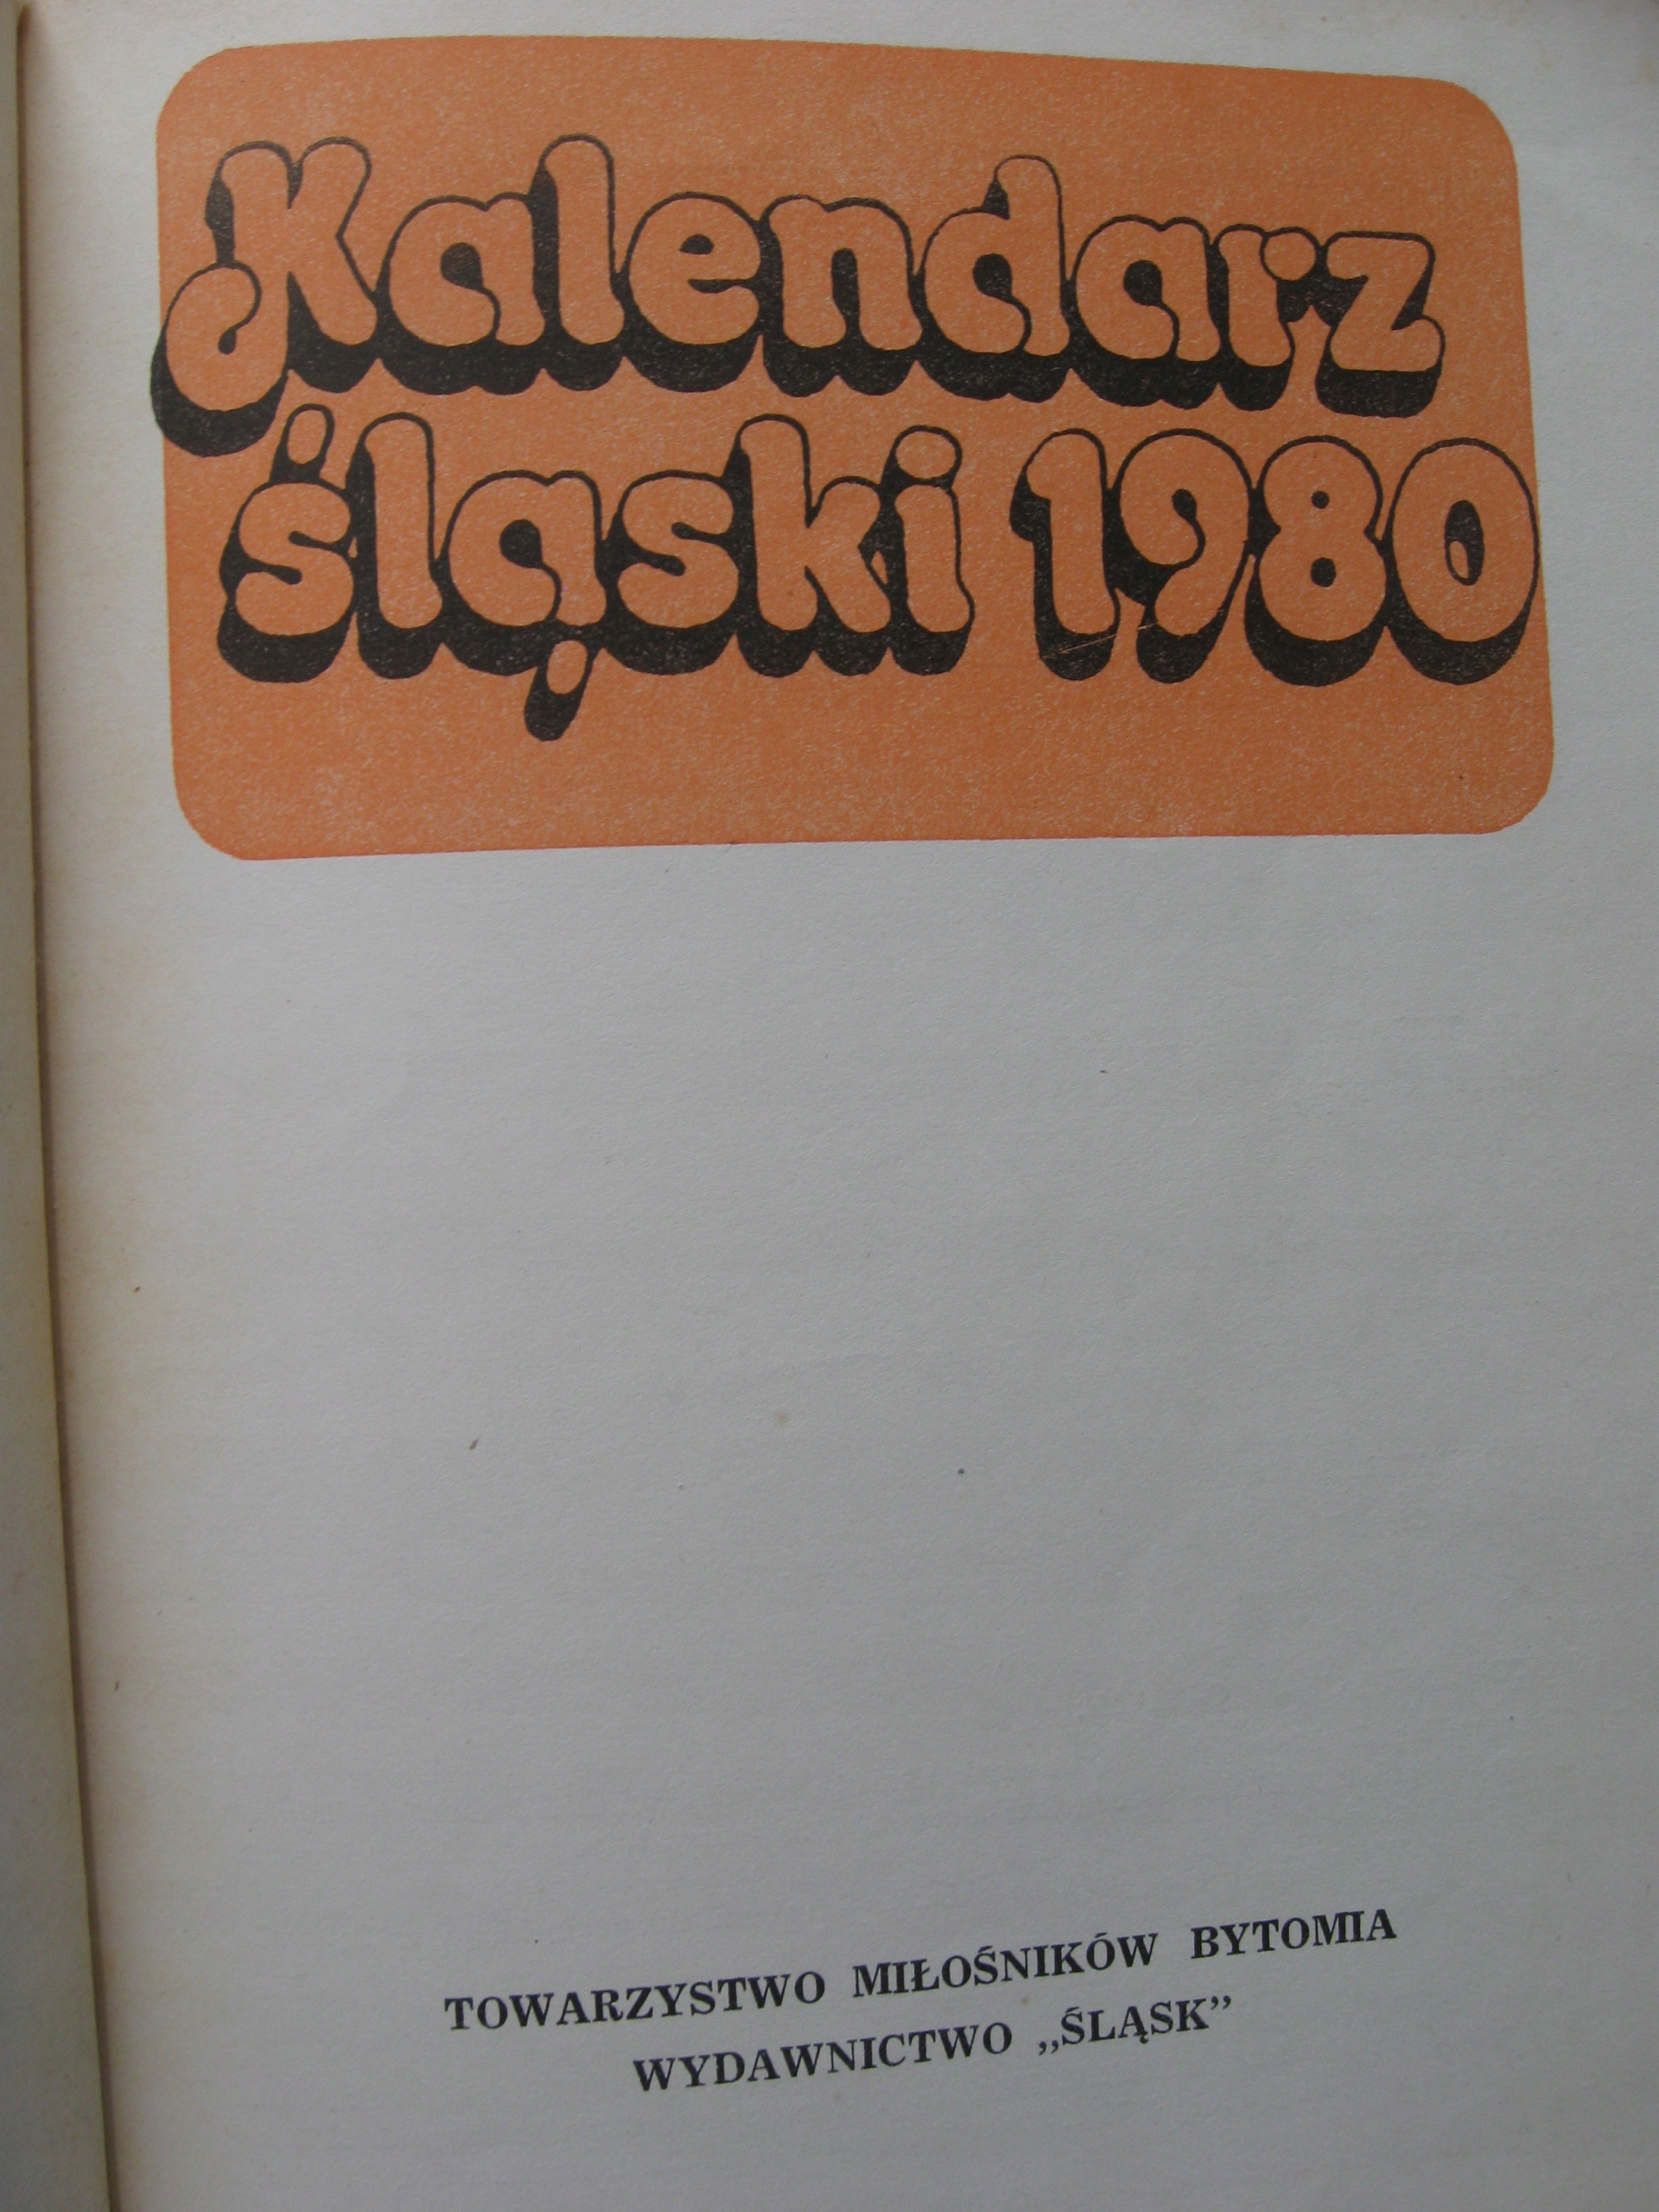 Kalendarz
śląski 1980
TOWARZYSTWO MIŁOŚNIKÓW BYTOMIA
WYDAWNICTWO „ŚLĄSK”